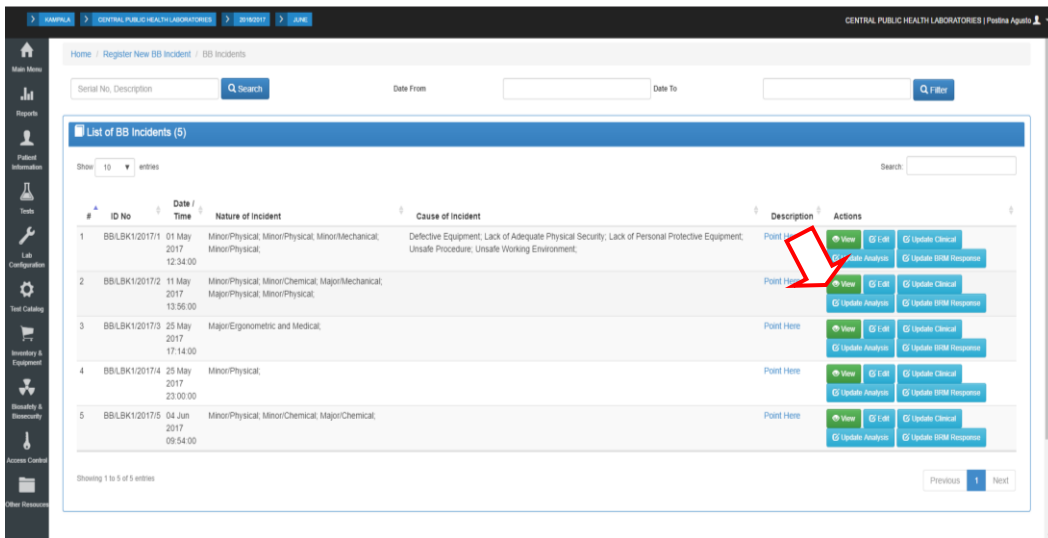 KAMPALA CENTRAL PUBLIC HEALTH LABORATORIES 2016/2017 JUNE CENTRAL PUBLIC HEALTH LABORATORIES | Postina Agusto
Main Menu
Reports
Patient Information
Tests
Lab Configuration
Test Catalog
Inventory & Equipment
Biosafety & Biosecurity
Access Control
Other Resouces
Home / Register New BB Incident / BB Incidents
Serial No, Description Search Date From Date To Filter
List of BB Incidents (5)
Show 10 entries Search:
# ID No Date / Time Nature of Incident Cause of Incident Description Actions
1 BB/LBK1/2017/1 01 May Minor/Physical; Minor/Physical; Minor/Mechanical; Defective Equipment; Lack of Adequate Physical Security; Lack of Personal Protective Equipment; Point Here View Edit Update Clinical
2017 Minor/Physical; Unsafe Procedure; Unsafe Working Environment; Update Analysis Update BRM Response
12:34:00
2 BB/LBK1/2017/2 11 May Minor/Physical; Minor/Chemical; Major/Mechanical; Point Here View Edit Update Clinical
2017 Major/Physical; Minor/Physical; Update Analysis Update BRM Response
13:56:00
3 BB/LBK1/2017/3 25 May Major/Ergonometric and Medical; Point Here View Edit Update Clinical
2017 Update Analysis Update BRM Response
17:14:00
4 BB/LBK1/2017/4 25 May Minor/Physical; Point Here View Edit Update Clinical
2017 Update Analysis Update BRM Response
23:00:00
5 BB/LBK1/2017/5 04 Jun Minor/Physical; Minor/Chemical; Major/Chemical; Point Here View Edit Update Clinical
2017 Update Analysis Update BRM Response
09:54:00
Showing 1 to 5 of 5 entries Previous 1 Next